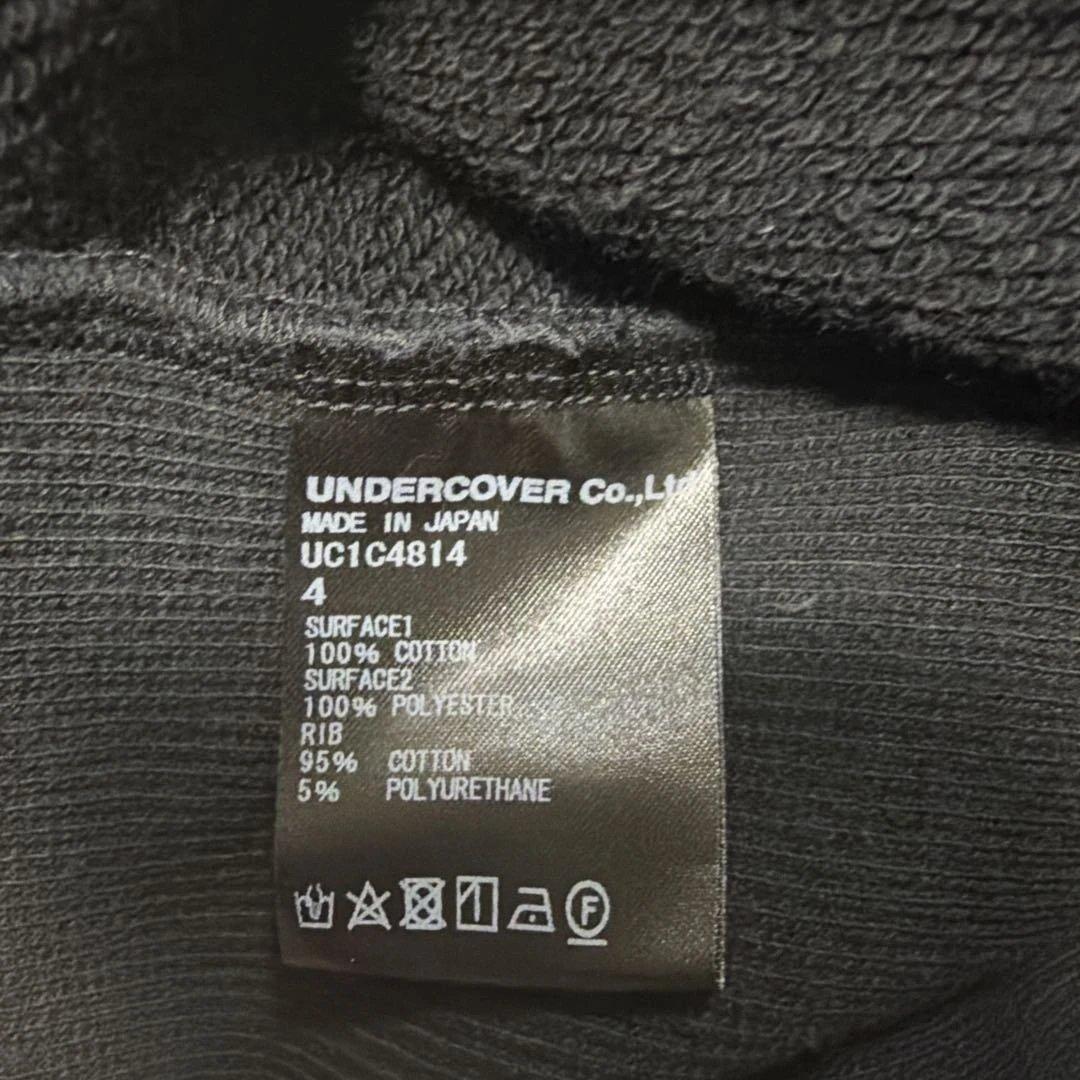 UNDERCOVER Co.,Ltd
MADE IN JAPAN
UC1C4814
4
SURFACE1
100% COTTON
SURFACE2
100% POLYESTER
RIB
95% COTTON
5% POLYURETHANE
F